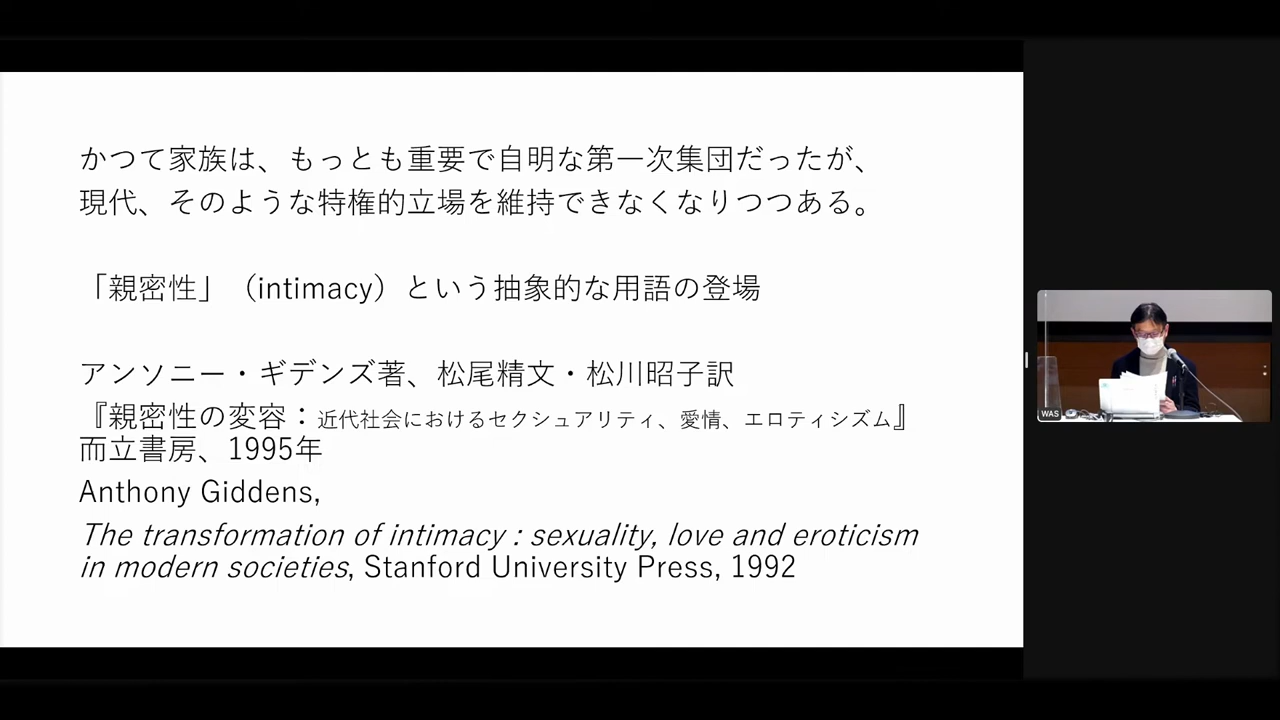 かつて家族は、もっとも重要で自明な第一次集団だったが、
現代、そのような特権的立場を維持できなくなりつつある。
「親密性」（intimacy）という抽象的な用語の登場
アンソニー・ギデンズ著、松尾精文・松川昭子訳
『親密性の変容：近代社会におけるセクシュアリティ、愛情、エロティシズム』
而立書房、1995年
Anthony Giddens,
The transformation of intimacy : sexuality, love and eroticism
in modern societies, Stanford University Press, 1992
WAS